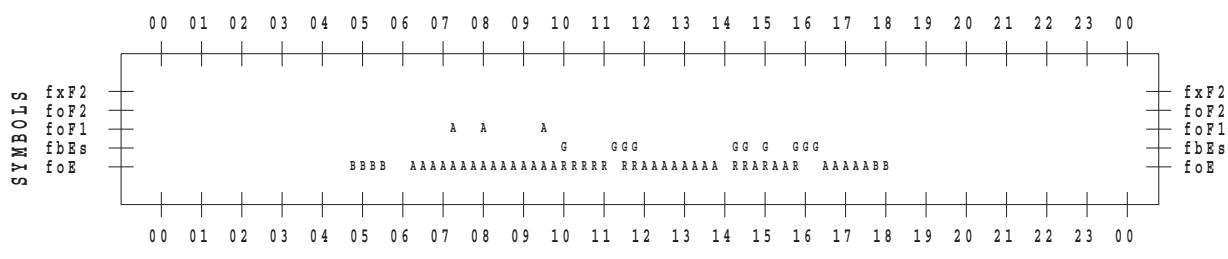 00 01 02 03 04 05 06 07 08 09 10 11 12 13 14 15 16 17 18 19 20 21 22 23 00
SYMBOLS
fxF2 fxF2
foF2 foF2
foF1 A A A foF1
fbEs G GGG GG G GGG fbEs
foE BBBB AAAAAAAAAAAAAAARRRRR RRAAAAAAAA RRARAAR AAAAABB foE
00 01 02 03 04 05 06 07 08 09 10 11 12 13 14 15 16 17 18 19 20 21 22 23 00